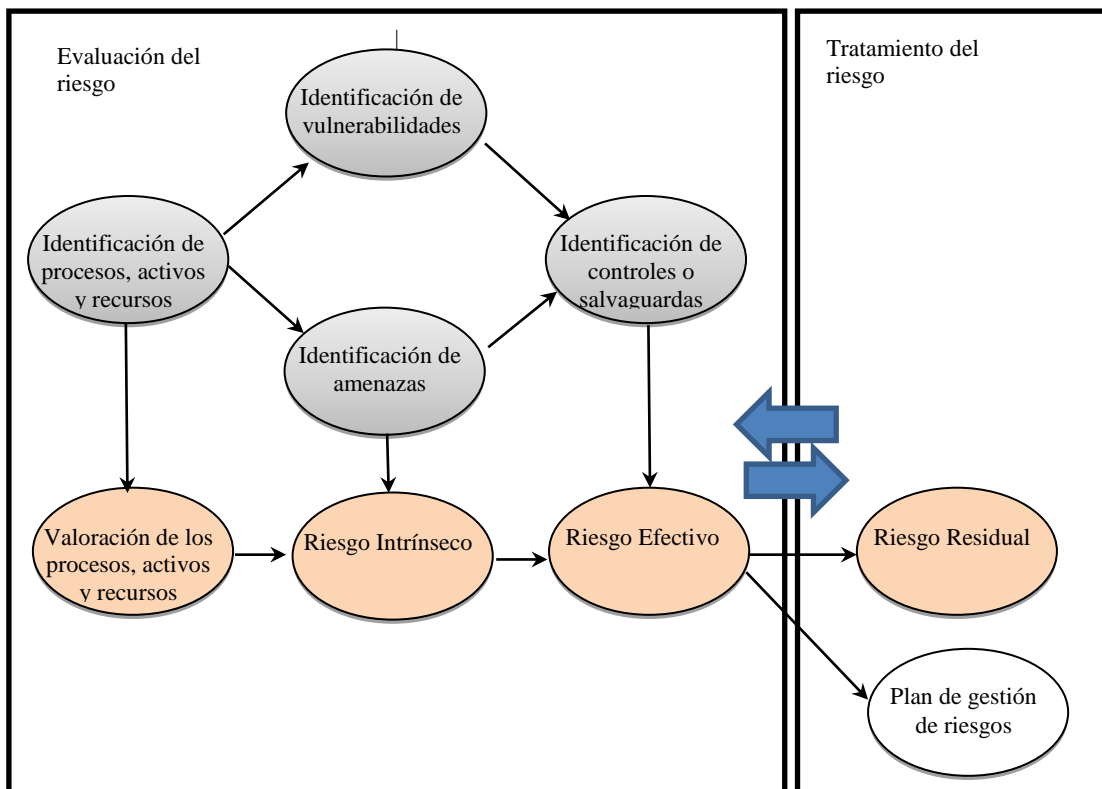 Evaluación del
riesgo
Tratamiento del
riesgo
Identificación de
vulnerabilidades
Identificación de
procesos, activos
y recursos
Identificación de
controles o
salvaguardas
Identificación de
amenazas
Valoración de los
procesos, activos
y recursos
Riesgo Intrínseco
Riesgo Efectivo
Riesgo Residual
Plan de gestión
de riesgos